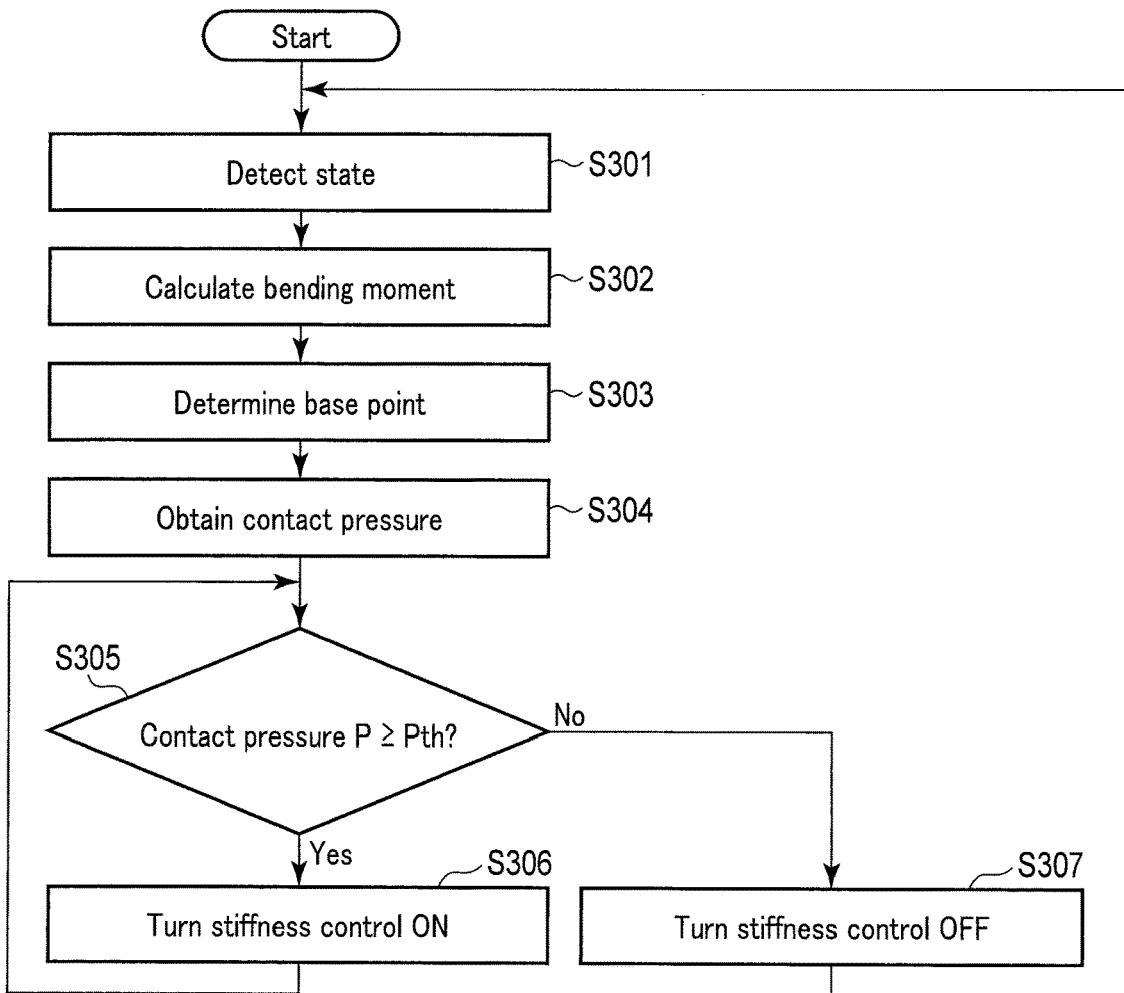 Start
Detect state
S301
Calculate bending moment
S302
Determine base point
S303
Obtain contact pressure
S304
S305
Contact pressure P ≥ Pth?
No
Yes
S306
Turn stiffness control ON
S307
Turn stiffness control OFF